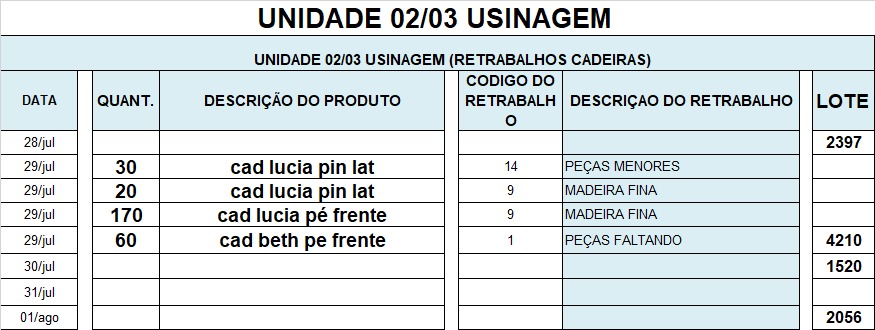 UNIDADE 02/03 USINAGEM
UNIDADE 02/03 USINAGEM (RETRABALHOS CADEIRAS)
DATA QUANT. DESCRIÇÃO DO PRODUTO CODIGO DO RETRABALH O DESCRIÇAO DO RETRABALHO LOTE
28/jul 2397
29/jul 30 cad lucia pin lat 14 PEÇAS MENORES
29/jul 20 cad lucia pin lat 9 MADEIRA FINA
29/jul 170 cad lucia pé frente 9 MADEIRA FINA
29/jul 60 cad beth pe frente 1 PEÇAS FALTANDO 4210
30/jul 1520
31/jul
01/ago 2056